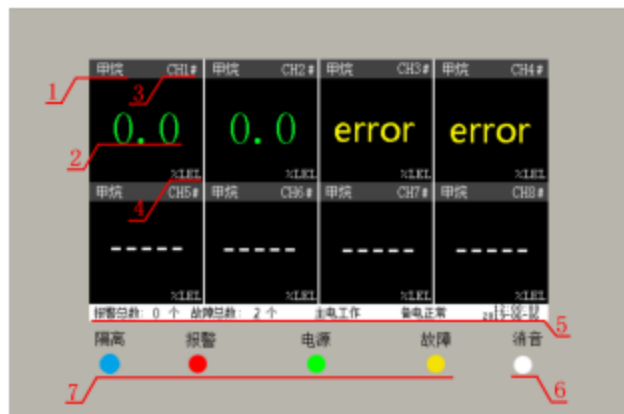 甲烷 CH1# 甲烷 CH2# 甲烷 CH3# 甲烷 CH4#
1 3
0.0 0.0 error error
2
%LEL %LEL %LEL %LEL
4
甲烷 CH5# 甲烷 CH6# 甲烷 CH7# 甲烷 CH8#
----- ----- ----- -----
%LEL %LEL %LEL %LEL
报警总数: 0 个 故障总数: 2 个 主电工作 备电正常
5
隔离 报警 电源 故障 消音
7 6